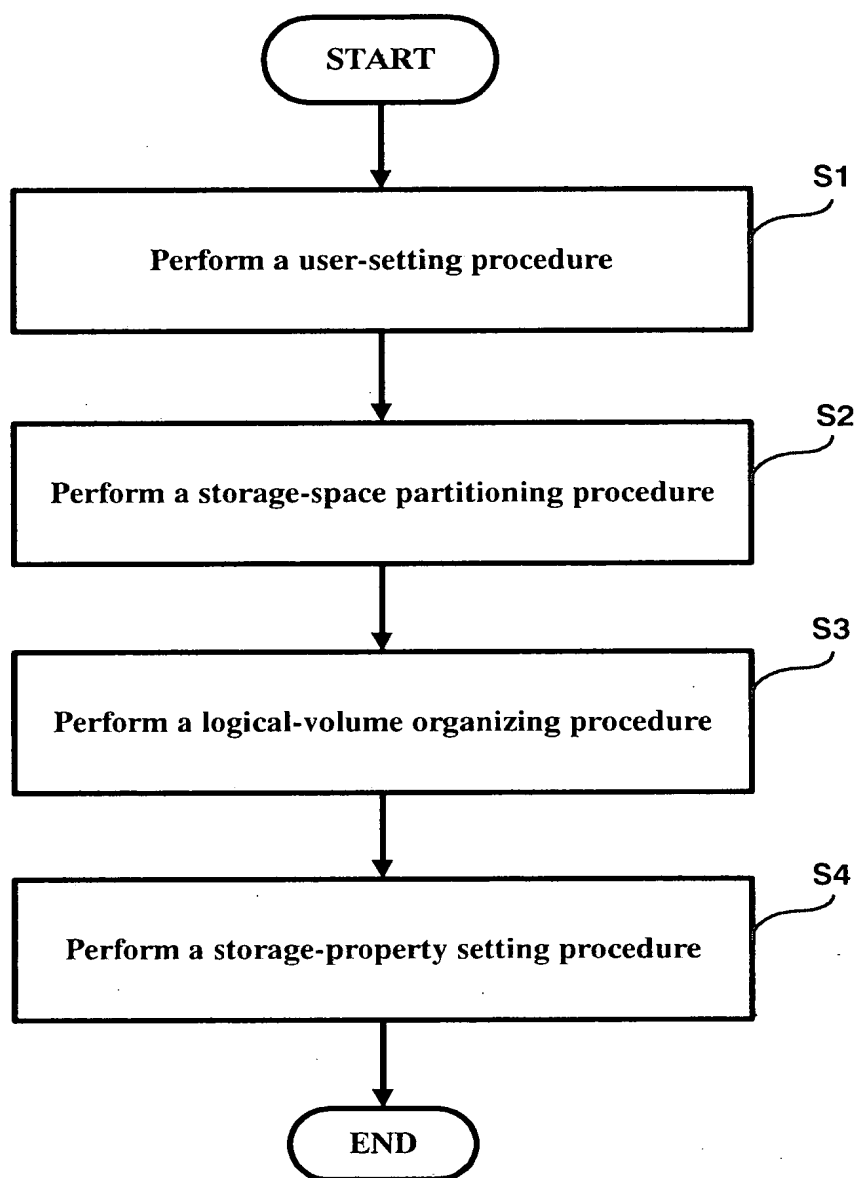 START
S1
Perform a user-setting procedure
S2
Perform a storage-space partitioning procedure
S3
Perform a logical-volume organizing procedure
S4
Perform a storage-property setting procedure
END